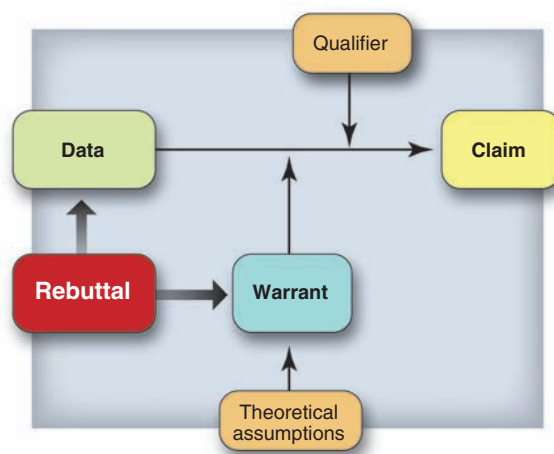 Qualifier
Data
Claim
Rebuttal
Warrant
Theoretical
assumptions